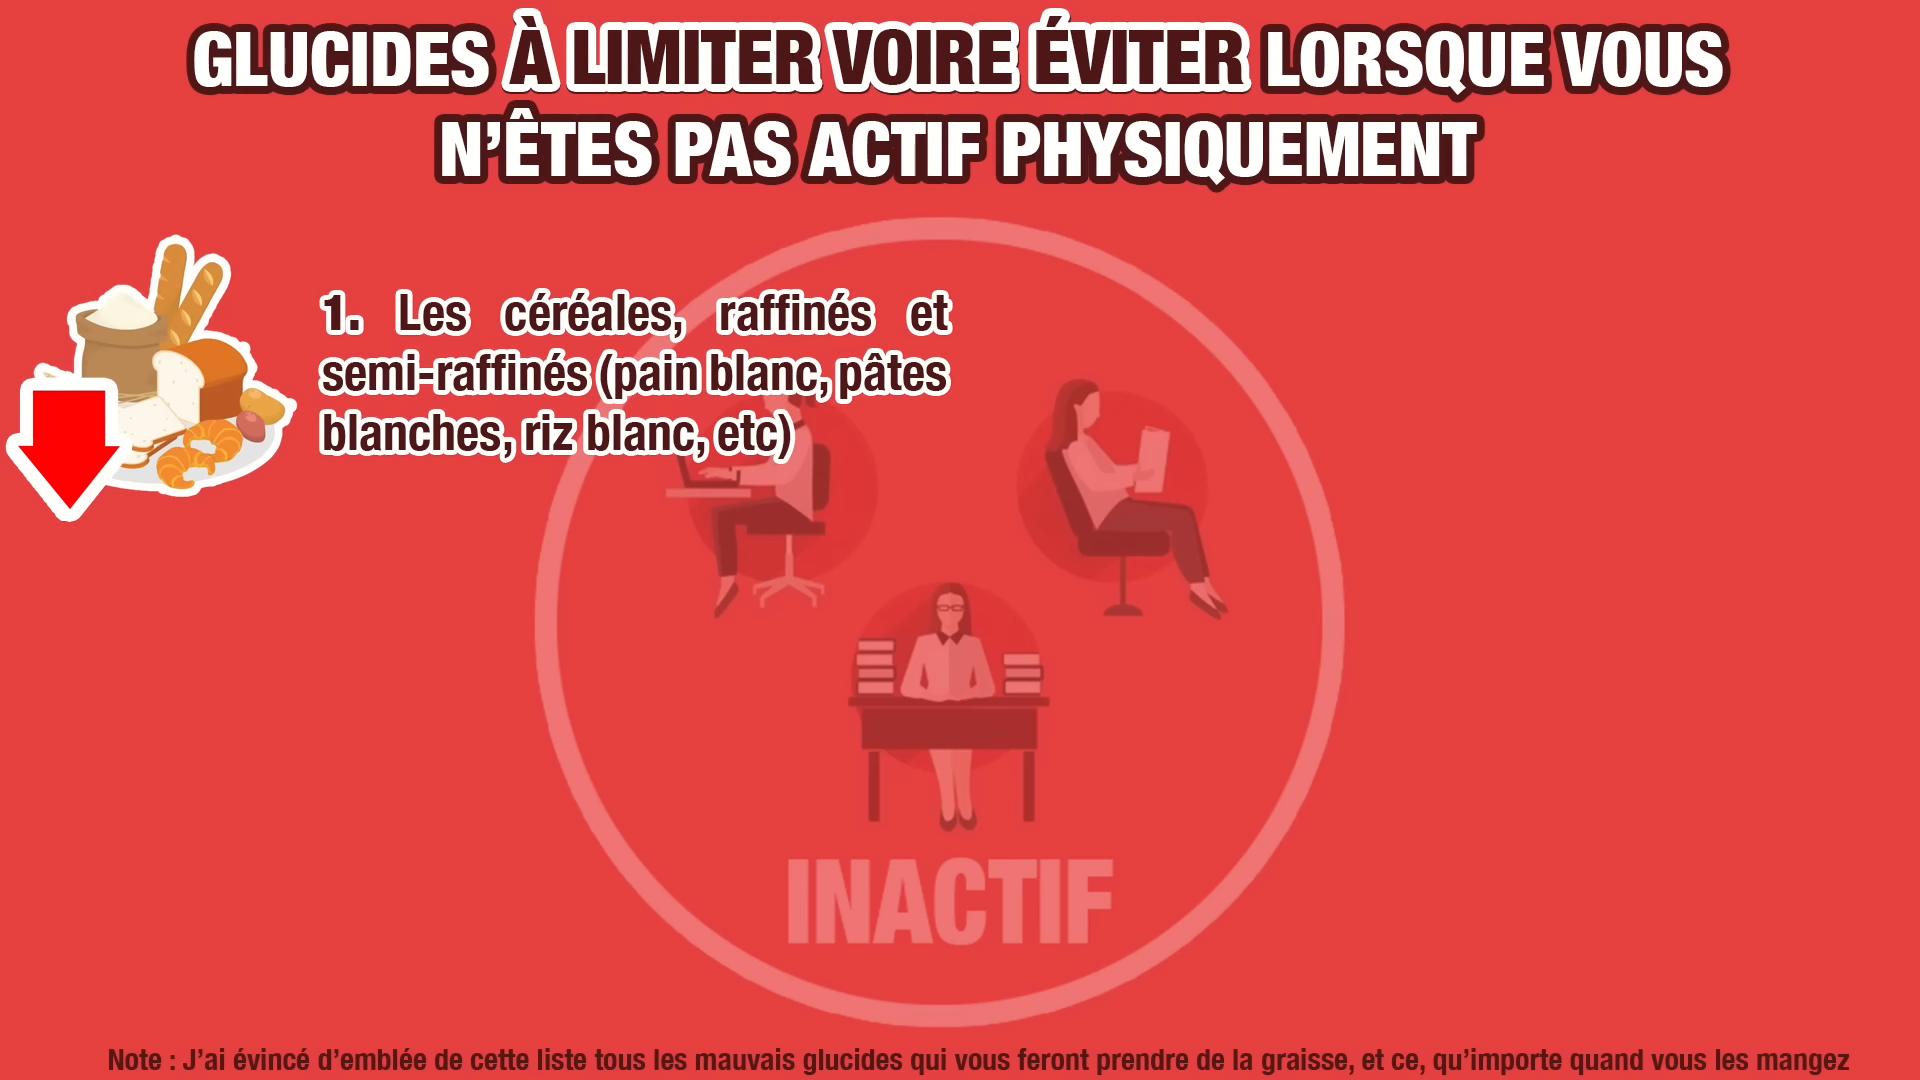 GLUCIDES À LIMITER VOIRE ÉVITER LORSQUE VOUS
N'ÊTES PAS ACTIF PHYSIQUEMENT
1. Les céréales, raffinés et
semi-raffinés (pain blanc, pâtes
blanches, riz blanc, etc)
INACTIF
Note : J'ai évincé d'emblée de cette liste tous les mauvais glucides qui vous feront prendre de la graisse, et ce, qu'importe quand vous les mangez